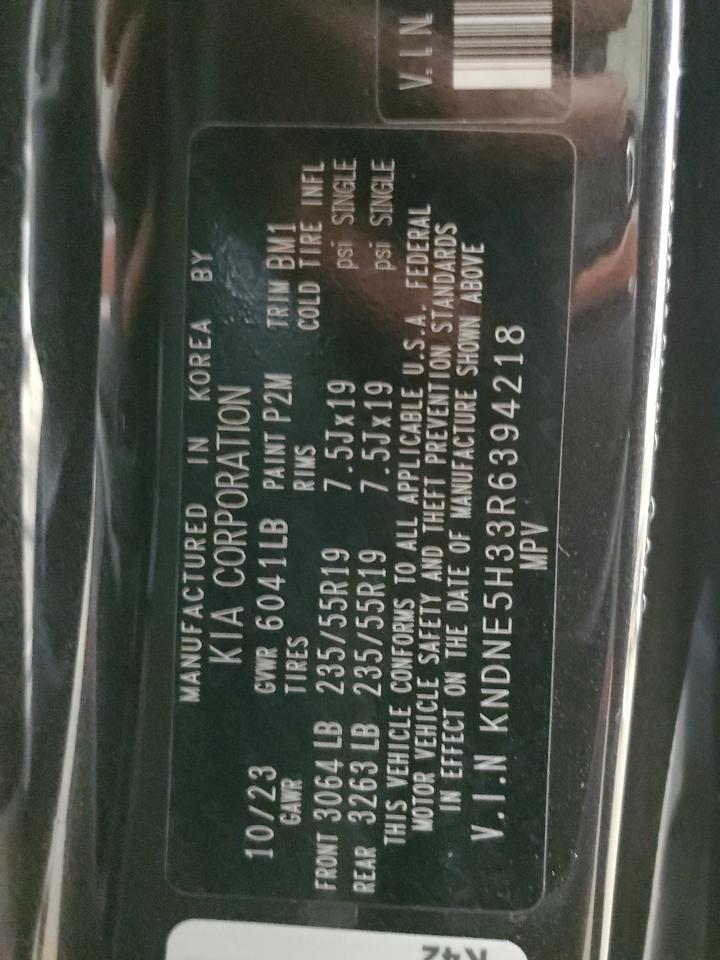 MANUFACTURED IN KOREA BY
KIA CORPORATION
10/23 GVWR 6041LB PAINT P2M TRIM BM1
GAWR TIRES RIMS COLD TIRE INFL
FRONT 3064 LB 235/55R19 7.5Jx19 psi SINGLE
REAR 3263 LB 235/55R19 7.5Jx19 psi SINGLE
THIS VEHICLE CONFORMS TO ALL APPLICABLE U.S.A. FEDERAL
MOTOR VEHICLE SAFETY AND THEFT PREVENTION STANDARDS
IN EFFECT ON THE DATE OF MANUFACTURE SHOWN ABOVE
V.I.N KNDNE5H33R6394218
MPV
V.I.N